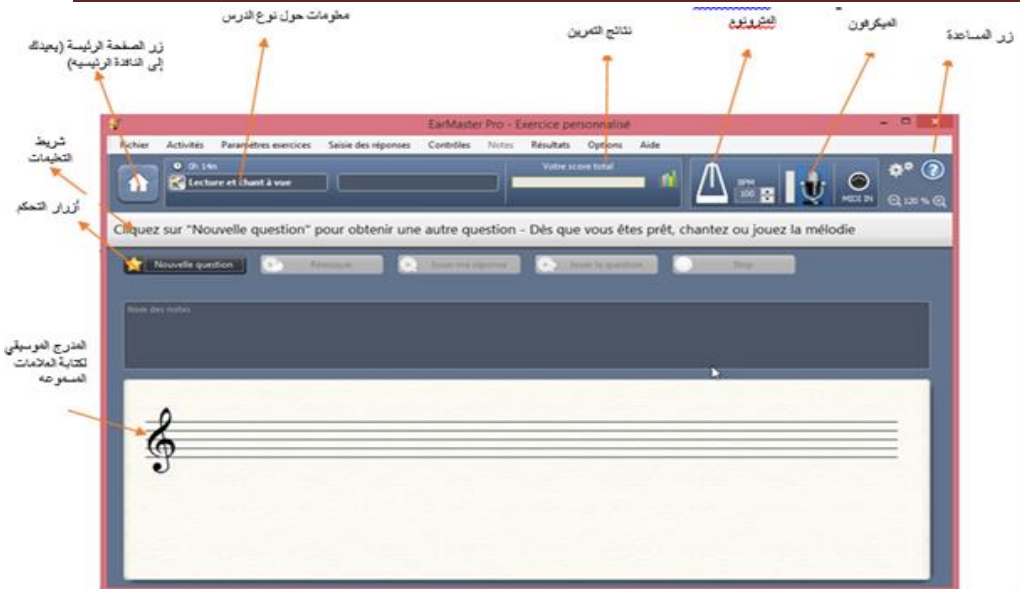 معلومات حول نوع الدرس
زر الصفحة الرئيسة (يعيدك
إلى النافذة الرئيسيه)
نتائج التمرين
المترونوم
الميكرفون
زر المساعدة
شريط
التعليمات
أزرار التحكم
المدرج الموسيقي
لكتابة العلامات
المسموعه
EarMaster Pro - Exercice personnalisé
Fichier Activités Paramètres exercices Saisie des réponses Contrôles Notes Résultats Options Aide
0h 14m
Votre score total
Lecture et chant à vue
BPM
100
MIDI IN
120 %
Cliquez sur "Nouvelle question" pour obtenir une autre question - Dès que vous êtes prêt, chantez ou jouez la mélodie
Nouvelle question Réessayer Jouer ma réponse Jouer la question Stop
Nom des notes